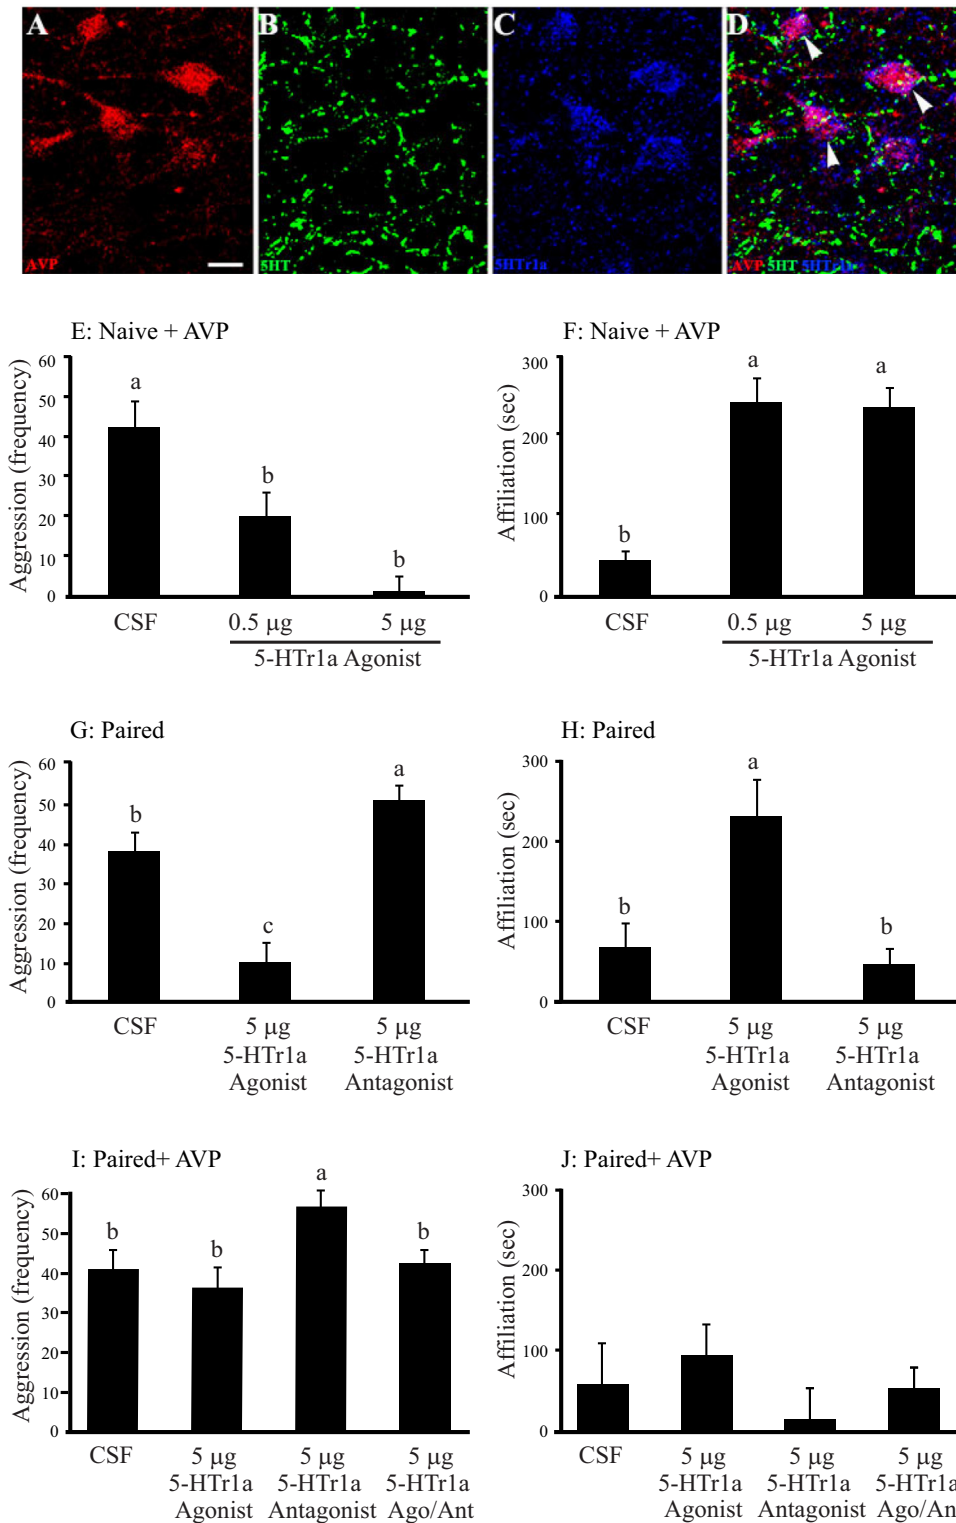 A B C D
AVP 5HT 5HTr1a AVP 5HT 5HTr1a
E: Naive + AVP
Aggression (frequency)
60
50
40
30
20
10
0
a
b
b
CSF 0.5 μg 5 μg
5-HTr1a Agonist
F: Naive + AVP
Affiliation (sec)
300
200
100
0
b
a
a
CSF 0.5 μg 5 μg
5-HTr1a Agonist
G: Paired
Aggression (frequency)
60
50
40
30
20
10
0
b
c
a
CSF 5 μg 5 μg
5-HTr1a 5-HTr1a
Agonist Antagonist
H: Paired
Affiliation (sec)
300
200
100
0
b
a
b
CSF 5 μg 5 μg
5-HTr1a 5-HTr1a
Agonist Antagonist
I: Paired+ AVP
Aggression (frequency)
60
50
40
30
20
10
0
b
b
a
b
CSF 5 μg 5 μg 5 μg
5-HTr1a 5-HTr1a 5-HTr1a
Agonist Antagonist Ago/Ant
J: Paired+ AVP
Affiliation (sec)
300
200
100
0
CSF 5 μg 5 μg 5 μg
5-HTr1a 5-HTr1a 5-HTr1a
Agonist Antagonist Ago/Ant